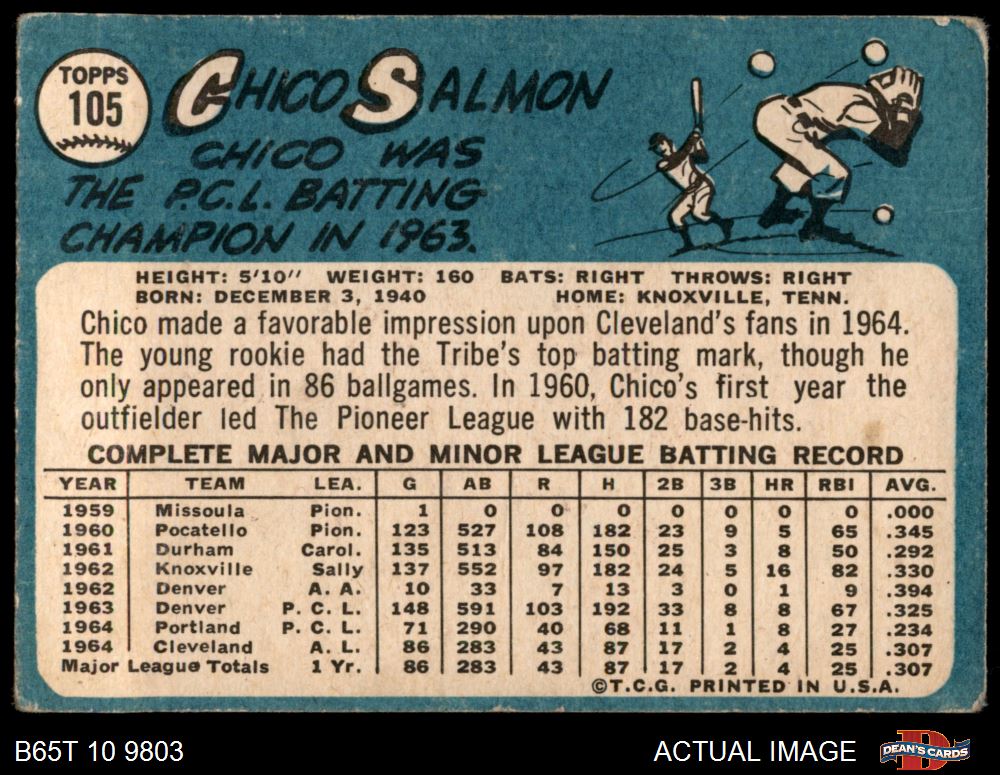 TOPPS
105
CHICO SALMON
CHICO WAS
THE P.C.L. BATTING
CHAMPION IN 1963.
HEIGHT: 5'10" WEIGHT: 160 BATS: RIGHT THROWS: RIGHT
BORN: DECEMBER 3, 1940 HOME: KNOXVILLE, TENN.
Chico made a favorable impression upon Cleveland's fans in 1964.
The young rookie had the Tribe's top batting mark, though he
only appeared in 86 ballgames. In 1960, Chico's first year the
outfielder led The Pioneer League with 182 base-hits.
COMPLETE MAJOR AND MINOR LEAGUE BATTING RECORD
YEAR TEAM LEA. G AB R H 2B 3B HR RBI AVG.
1959 Missoula Pion. 1 0 0 0 0 0 0 0 .000
1960 Pocatello Pion. 123 527 108 182 23 9 5 65 .345
1961 Durham Carol. 135 513 84 150 25 3 8 50 .292
1962 Knoxville Sally 137 552 97 182 24 5 16 82 .330
1962 Denver A. A. 10 33 7 13 3 0 1 9 .394
1963 Denver P. C. L. 148 591 103 192 33 8 8 67 .325
1964 Portland P. C. L. 71 290 40 68 11 1 8 27 .234
1964 Cleveland A. L. 86 283 43 87 17 2 4 25 .307
Major League Totals 1 Yr. 86 283 43 87 17 2 4 25 .307
©T.C.G. PRINTED IN U.S.A.
B65T 10 9803 ACTUAL IMAGE DEAN'S CARDS